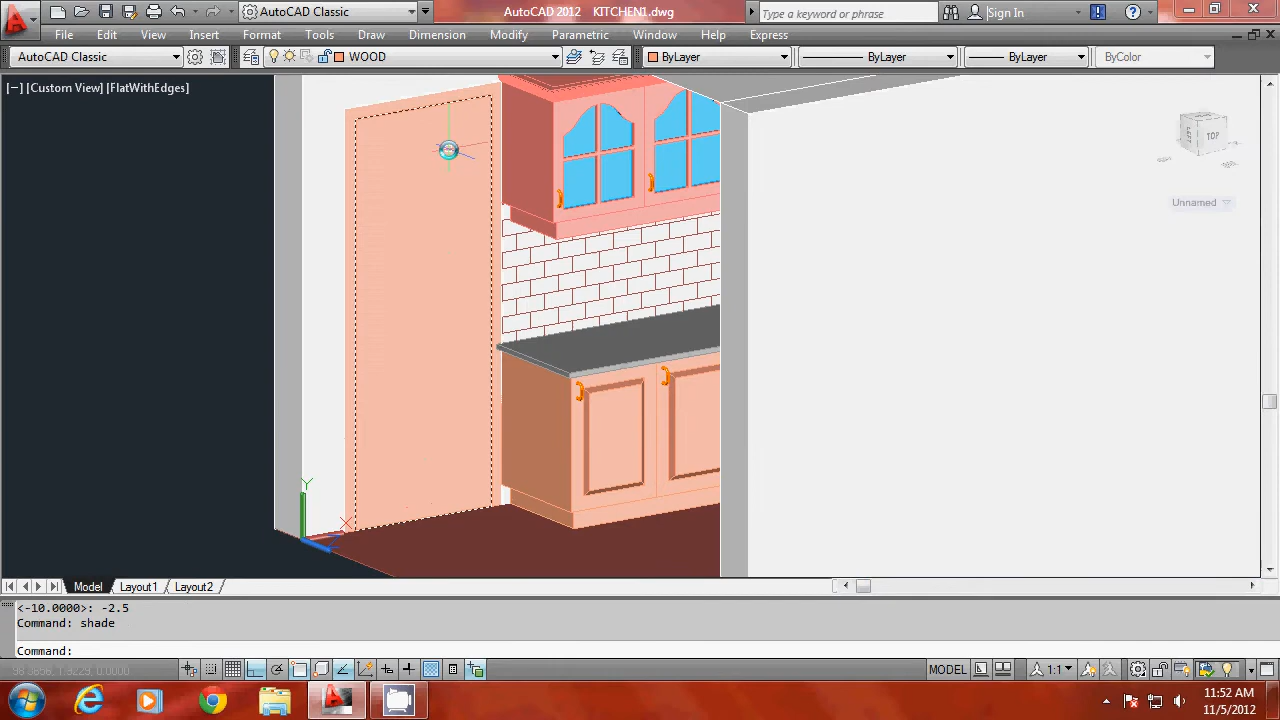 AutoCAD Classic
AutoCAD 2012 KITCHEN1.dwg
Type a keyword or phrase
Sign In
File Edit View Insert Format Tools Draw Dimension Modify Parametric Window Help Express
AutoCAD Classic
WOOD
ByLayer
ByLayer
ByLayer
ByColor
[−] [Custom View] [FlatWithEdges]
TOP
Unnamed
Y
X
Model Layout1 Layout2
<-10.0000>: -2.5
Command: shade
Command:
MODEL
1:1
11:52 AM
11/5/2012